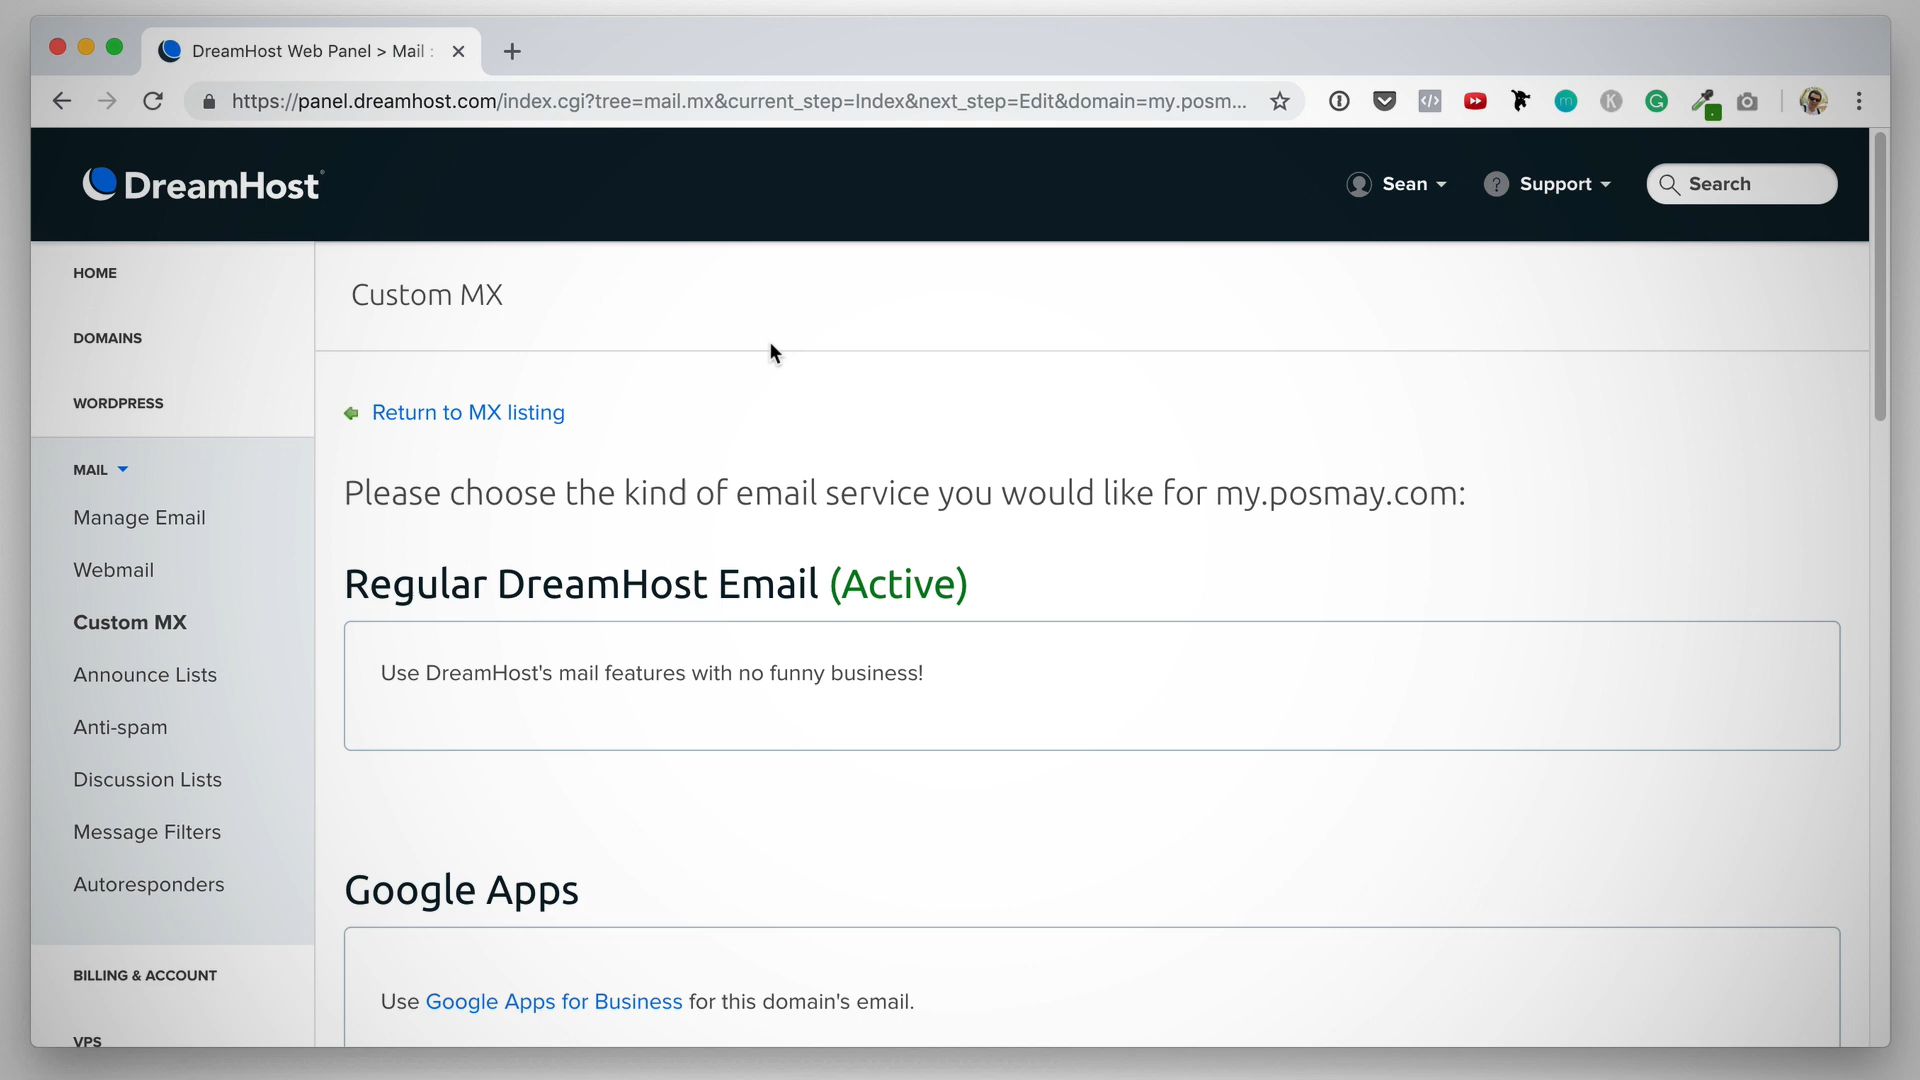 DreamHost Web Panel > Mail :
https://panel.dreamhost.com/index.cgi?tree=mail.mx&current_step=Index&next_step=Edit&domain=my.posm...
DreamHost
Sean
Support
Search
HOME
DOMAINS
WORDPRESS
MAIL
Manage Email
Webmail
Custom MX
Announce Lists
Anti-spam
Discussion Lists
Message Filters
Autoresponders
BILLING & ACCOUNT
VPS
Custom MX
Return to MX listing
Please choose the kind of email service you would like for my.posmay.com:
Regular DreamHost Email (Active)
Use DreamHost's mail features with no funny business!
Google Apps
Use Google Apps for Business for this domain's email.